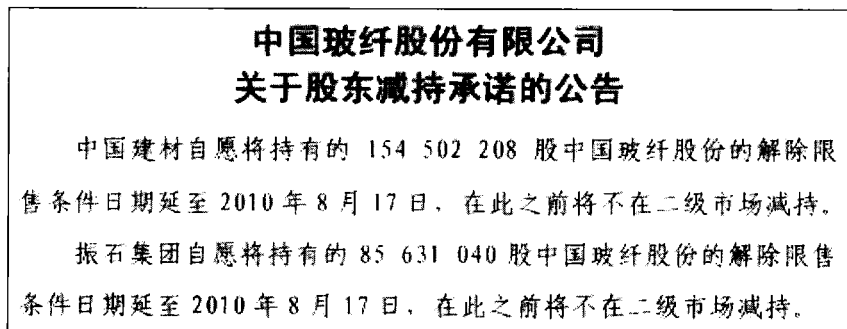 中国玻纤股份有限公司
关于股东减持承诺的公告
中国建材自愿将持有的 154 502 208 股中国玻纤股份的解除限
售条件日期延至 2010 年 8 月 17 日，在此之前将不在二级市场减持。
振石集团自愿将持有的 85 631 040 股中国玻纤股份的解除限售
条件日期延至 2010 年 8 月 17 日，在此之前将不在二级市场减持。